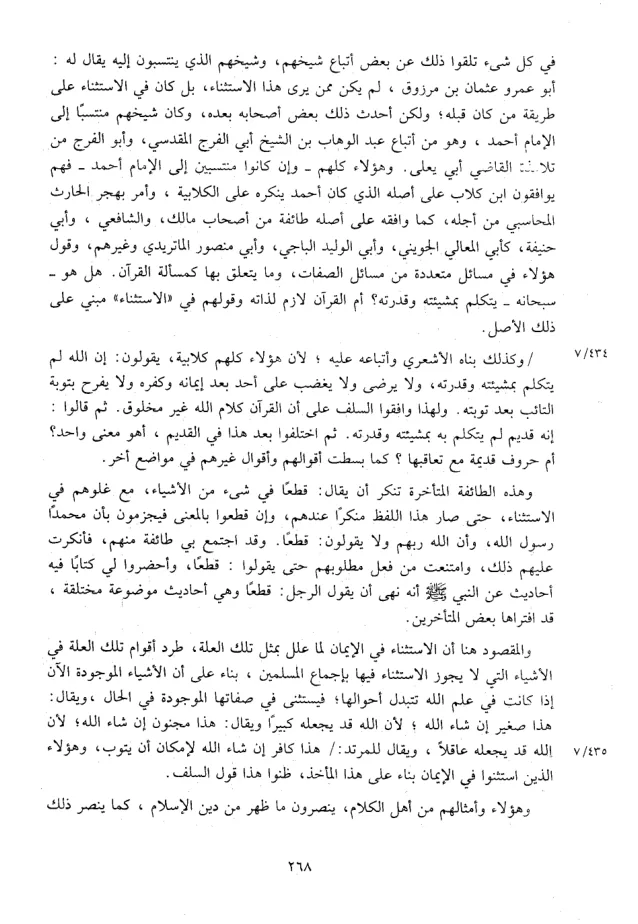 في كل شىء تلقوا ذلك عن بعض أتباع شيخهم، وشيخهم الذي ينتسبون إليه يقال له :
أبو عمرو عثمان بن مرزوق ، لم يكن ممن يرى هذا الاستثناء، بل كان في الاستثناء على
طريقة من كان قبله؛ ولكن أحدث ذلك بعض أصحابه بعده، وكان شيخهم منتسبًا إلى
الإمام أحمد ، وهو من أتباع عبد الوهاب بن الشيخ أبي الفرج المقدسي، وأبو الفرج من
تلامذة القاضي أبي يعلى. وهؤلاء كلهم ـ وإن كانوا منتسبين إلى الإمام أحمد ـ فهم
يوافقون ابن كلاب على أصله الذي كان أحمد ينكره على الكلابية ، وأمر بهجر الحارث
المحاسبي من أجله، كما وافقه على أصله طائفة من أصحاب مالك، والشافعي ، وأبي
حنيفة، كأبي المعالي الجويني، وأبي الوليد الباجي، وأبي منصور الماتريدي وغيرهم، وقول
هؤلاء في مسائل متعددة من مسائل الصفات، وما يتعلق بها كمسألة القرآن. هل هو ـ
سبحانه ـ يتكلم بمشيئته وقدرته؟ أم القرآن لازم لذاته وقولهم في «الاستثناء» مبني على
ذلك الأصل.
٧/٤٣٤ / وكذلك بناه الأشعري وأتباعه عليه ؛ لأن هؤلاء كلهم كلابية، يقولون: إن الله لم
يتكلم بمشيئته وقدرته، ولا يرضى ولا يغضب على أحد بعد إيمانه وكفره ولا يفرح بتوبة
التائب بعد توبته. ولهذا وافقوا السلف على أن القرآن كلام الله غير مخلوق. ثم قالوا :
إنه قديم لم يتكلم به بمشيئته وقدرته. ثم اختلفوا بعد هذا في القديم ، أهو معنى واحد؟
أم حروف قديمة مع تعاقبها ؟ كما بسطت أقوالهم وأقوال غيرهم في مواضع أخر.
وهذه الطائفة المتأخرة تنكر أن يقال: قطعًا في شىء من الأشياء، مع غلوهم في
الاستثناء، حتى صار هذا اللفظ منكرًا عندهم، وإن قطعوا بالمعنى فيجزمون بأن محمدًا
رسول الله، وأن الله ربهم ولا يقولون: قطعًا. وقد اجتمع بي طائفة منهم، فأنكرت
عليهم ذلك، وامتنعت من فعل مطلوبهم حتى يقولوا : قطعًا، وأحضروا لي كتابًا فيه
أحاديث عن النبي ﷺ أنه نهى أن يقول الرجل: قطعًا وهي أحاديث موضوعة مختلقة ،
قد افتراها بعض المتأخرين.
والمقصود هنا أن الاستثناء في الإيمان لما علل بمثل تلك العلة، طرد أقوام تلك العلة في
الأشياء التي لا يجوز الاستثناء فيها بإجماع المسلمين ، بناء على أن الأشياء الموجودة الآن
إذا كانت في علم الله تتبدل أحوالها؛ فيستثنى في صفاتها الموجودة في الحال ، ويقال:
هذا صغير إن شاء الله ؛ لأن الله قد يجعله كبيرًا ويقال: هذا مجنون إن شاء الله؛ لأن
٧/٤٣٥ الله قد يجعله عاقلاً ، ويقال للمرتد: / هذا كافر إن شاء الله لإمكان أن يتوب، وهؤلاء
الذين استثنوا في الإيمان بناء على هذا المأخذ، ظنوا هذا قول السلف.
وهؤلاء وأمثالهم من أهل الكلام، ينصرون ما ظهر من دين الإسلام ، كما ينصر ذلك
٢٦٨